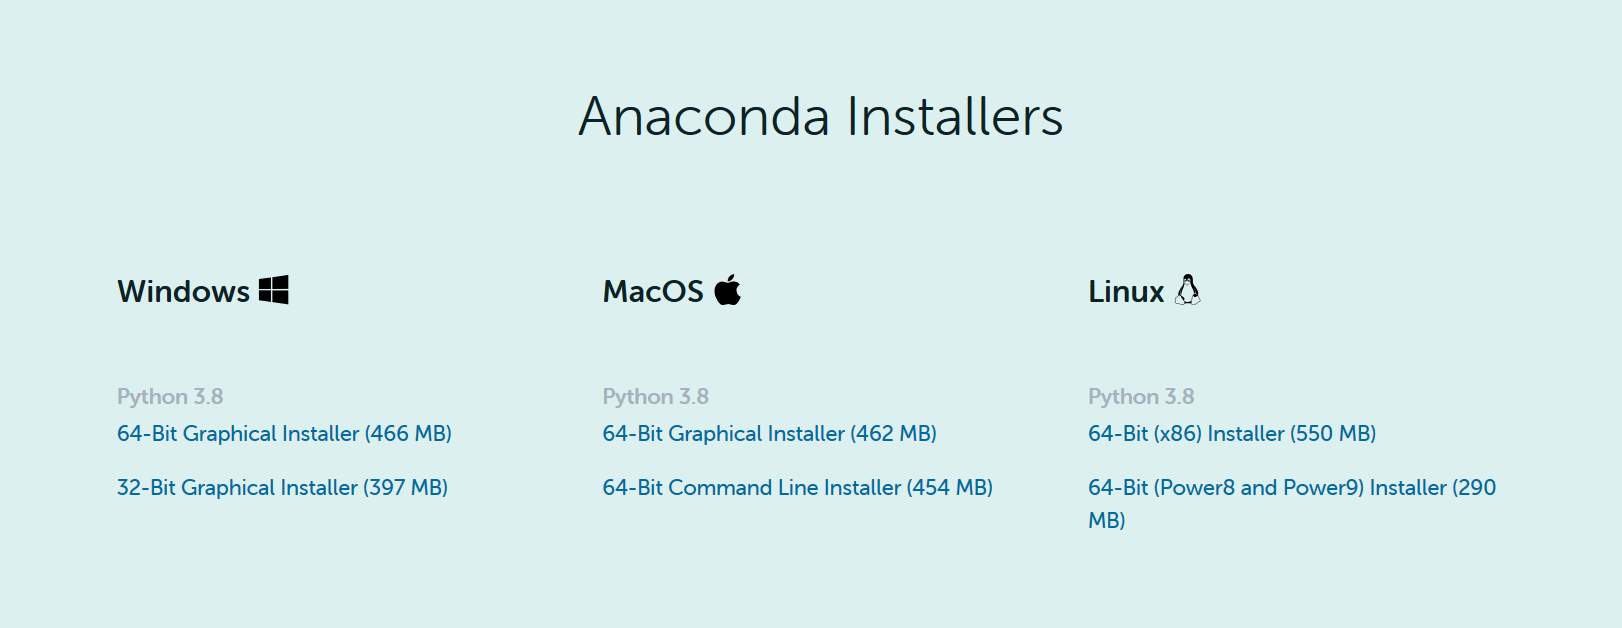 Anaconda Installers
Windows
Python 3.8
64-Bit Graphical Installer (466 MB)
32-Bit Graphical Installer (397 MB)
MacOS
Python 3.8
64-Bit Graphical Installer (462 MB)
64-Bit Command Line Installer (454 MB)
Linux
Python 3.8
64-Bit (x86) Installer (550 MB)
64-Bit (Power8 and Power9) Installer (290
MB)